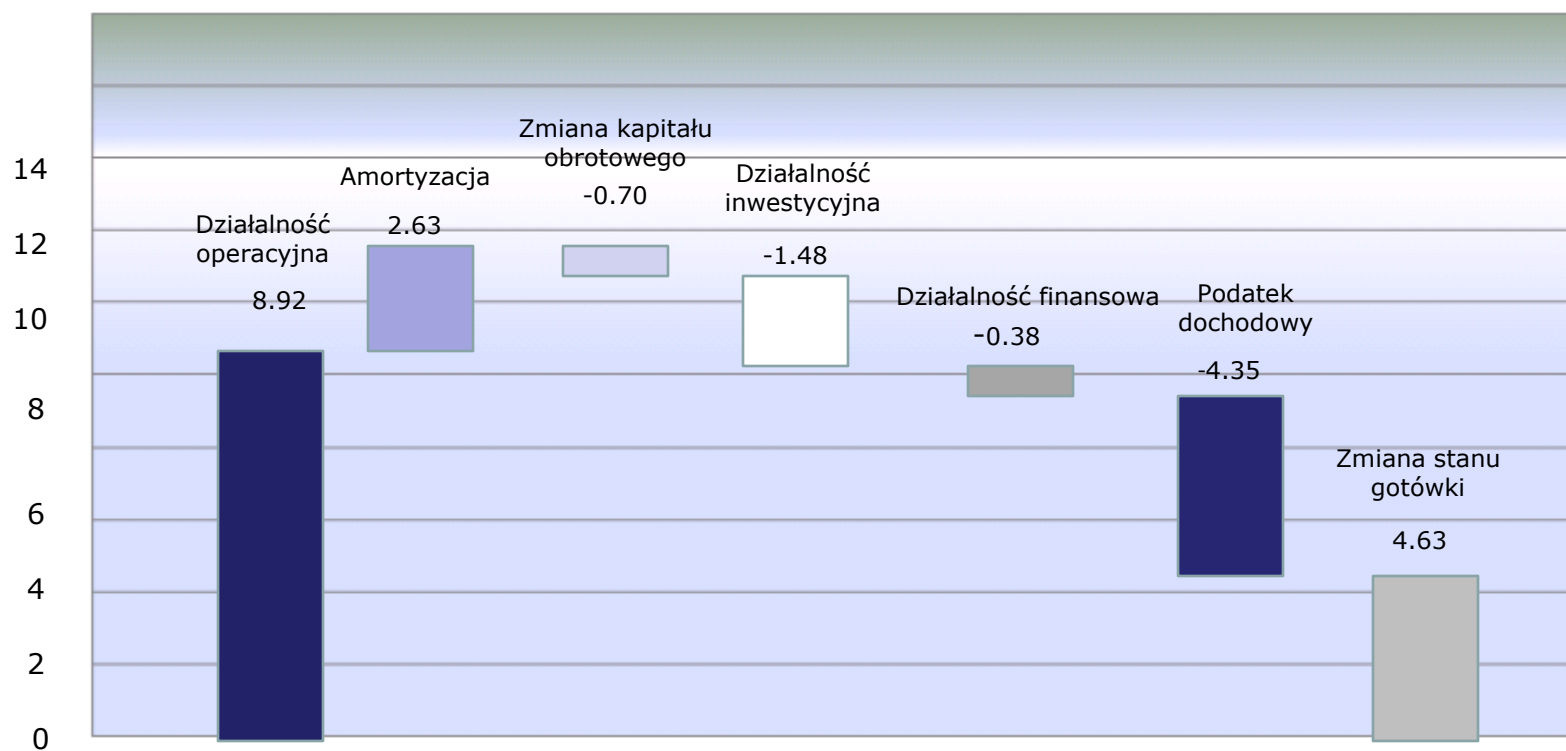 14
12
10
8
6
4
2
0
Działalność
operacyjna
8.92
Amortyzacja
2.63
Zmiana kapitału
obrotowego
-0.70
Działalność
inwestycyjna
-1.48
Działalność finansowa
-0.38
Podatek
dochodowy
-4.35
Zmiana stanu
gotówki
4.63